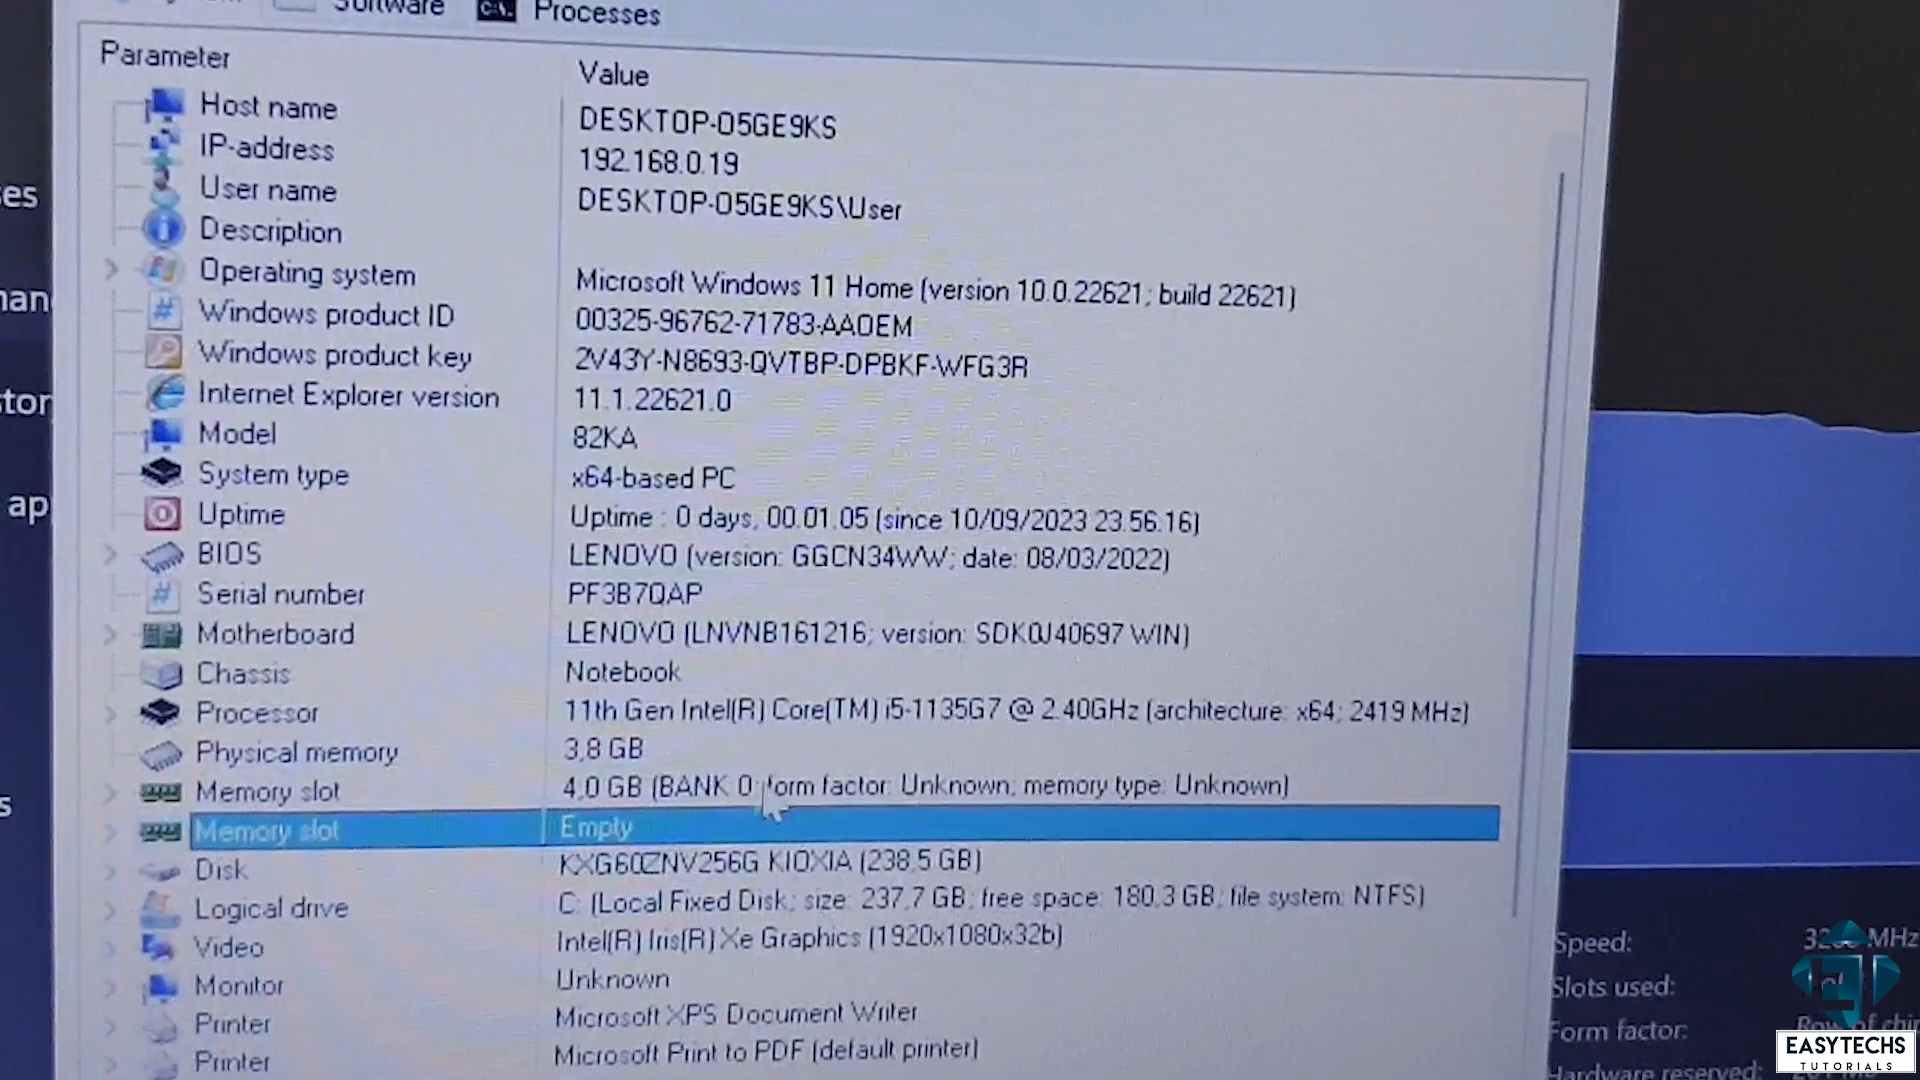 Software Processes
Parameter Value
Host name DESKTOP-O5GE9KS
IP-address 192.168.0.19
User name DESKTOP-O5GE9KS\User
Description
Operating system Microsoft Windows 11 Home (version 10.0.22621; build 22621)
Windows product ID 00325-96762-71783-AAOEM
Windows product key 2V43Y-N8693-QVTBP-DPBKF-WFG3R
Internet Explorer version 11.1.22621.0
Model 82KA
System type x64-based PC
Uptime Uptime : 0 days, 00.01.05 (since 10/09/2023 23.56.16)
BIOS LENOVO (version: GGCN34WW; date: 08/03/2022)
Serial number PF3B7QAP
Motherboard LENOVO (LNVNB161216; version: SDK0J40697 WIN)
Chassis Notebook
Processor 11th Gen Intel(R) Core(TM) i5-1135G7 @ 2.40GHz (architecture: x64; 2419 MHz)
Physical memory 3,8 GB
Memory slot 4,0 GB (BANK 0; form factor: Unknown; memory type: Unknown)
Memory slot Empty
Disk KXG60ZNV256G KIOXIA (238,5 GB)
Logical drive C: (Local Fixed Disk; size: 237,7 GB; free space: 180,3 GB; file system: NTFS)
Video Intel(R) Iris(R) Xe Graphics (1920x1080x32b)
Monitor Unknown
Printer Microsoft XPS Document Writer
Printer Microsoft Print to PDF (default printer)
Speed: MHz
Slots used:
Form factor: Row of
Hardware reserved:
EASYTECHS
TUTORIALS